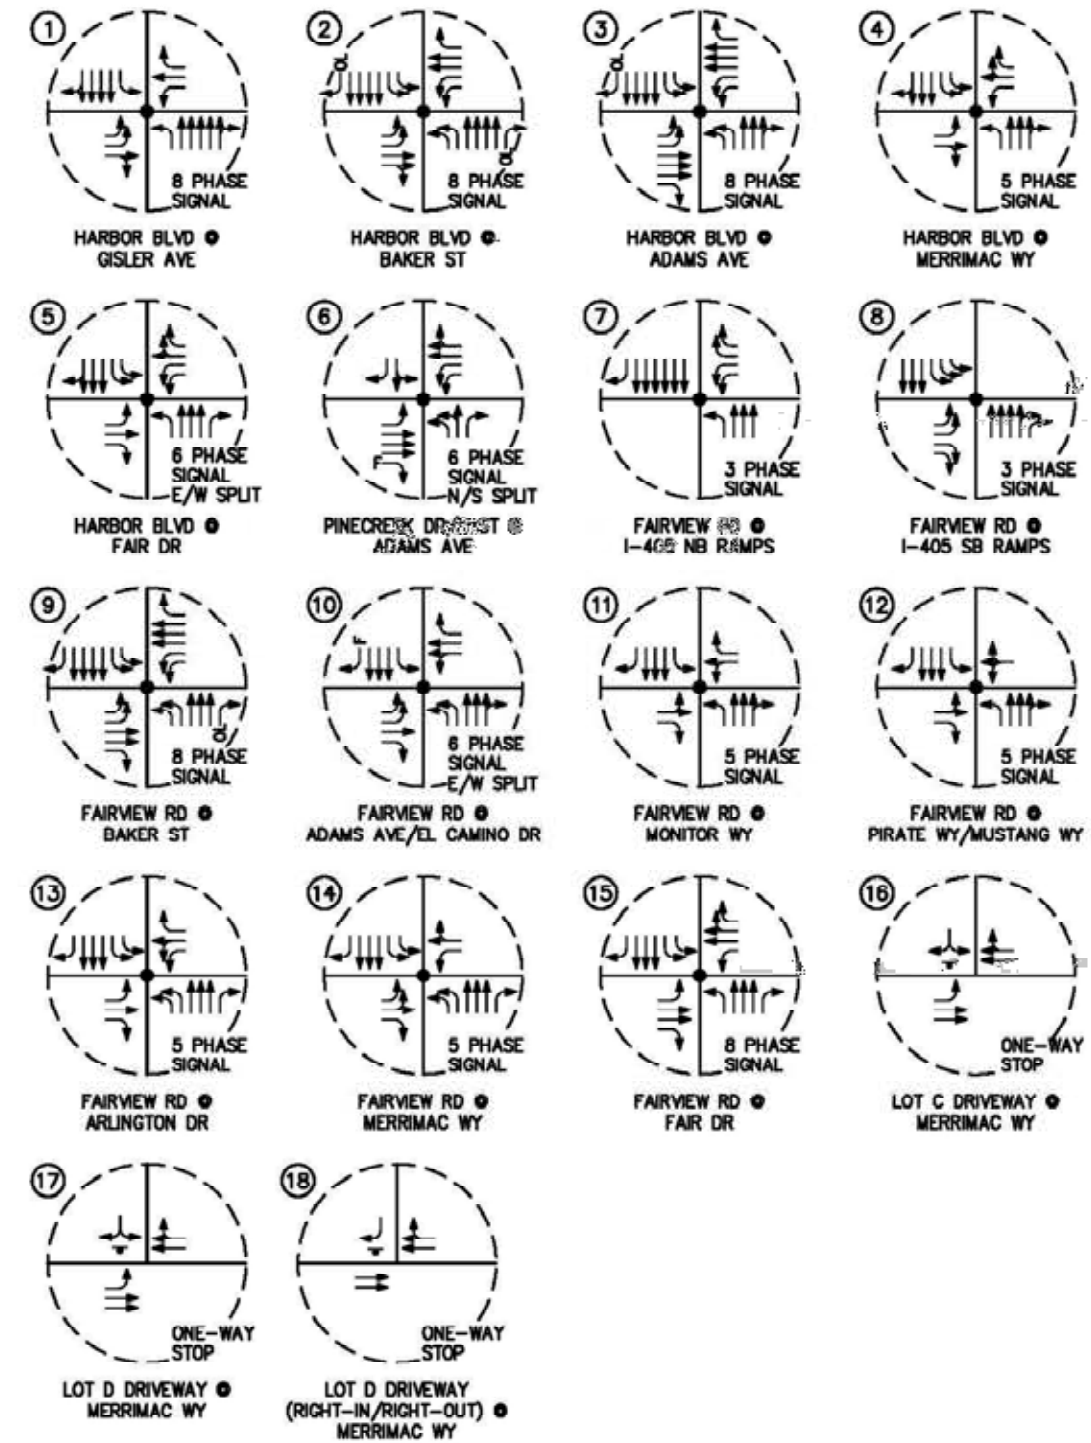 1
8 PHASE
SIGNAL
HARBOR BLVD @
GISLER AVE
2
OL
OL
8 PHASE
SIGNAL
HARBOR BLVD @
BAKER ST
3
OL
8 PHASE
SIGNAL
HARBOR BLVD @
ADAMS AVE
4
5 PHASE
SIGNAL
HARBOR BLVD @
MERRIMAC WY
5
6 PHASE
SIGNAL
E/W SPLIT
HARBOR BLVD @
FAIR DR
6
F
6 PHASE
SIGNAL
N/S SPLIT
PINECREEK @
ADAMS AVE
7
3 PHASE
SIGNAL
FAIRVIEW RD @
I-405 NB RAMPS
8
3 PHASE
SIGNAL
FAIRVIEW RD @
I-405 SB RAMPS
9
OL
8 PHASE
SIGNAL
FAIRVIEW RD @
BAKER ST
10
F
6 PHASE
SIGNAL
E/W SPLIT
FAIRVIEW RD @
ADAMS AVE/EL CAMINO DR
11
5 PHASE
SIGNAL
FAIRVIEW RD @
MONITOR WY
12
5 PHASE
SIGNAL
FAIRVIEW RD @
PIRATE WY/MUSTANG WY
13
5 PHASE
SIGNAL
FAIRVIEW RD @
ARLINGTON DR
14
5 PHASE
SIGNAL
FAIRVIEW RD @
MERRIMAC WY
15
8 PHASE
SIGNAL
FAIRVIEW RD @
FAIR DR
16
ONE-WAY
STOP
LOT C DRIVEWAY @
MERRIMAC WY
17
ONE-WAY
STOP
LOT D DRIVEWAY @
MERRIMAC WY
18
ONE-WAY
STOP
LOT D DRIVEWAY
(RIGHT-IN/RIGHT-OUT) @
MERRIMAC WY